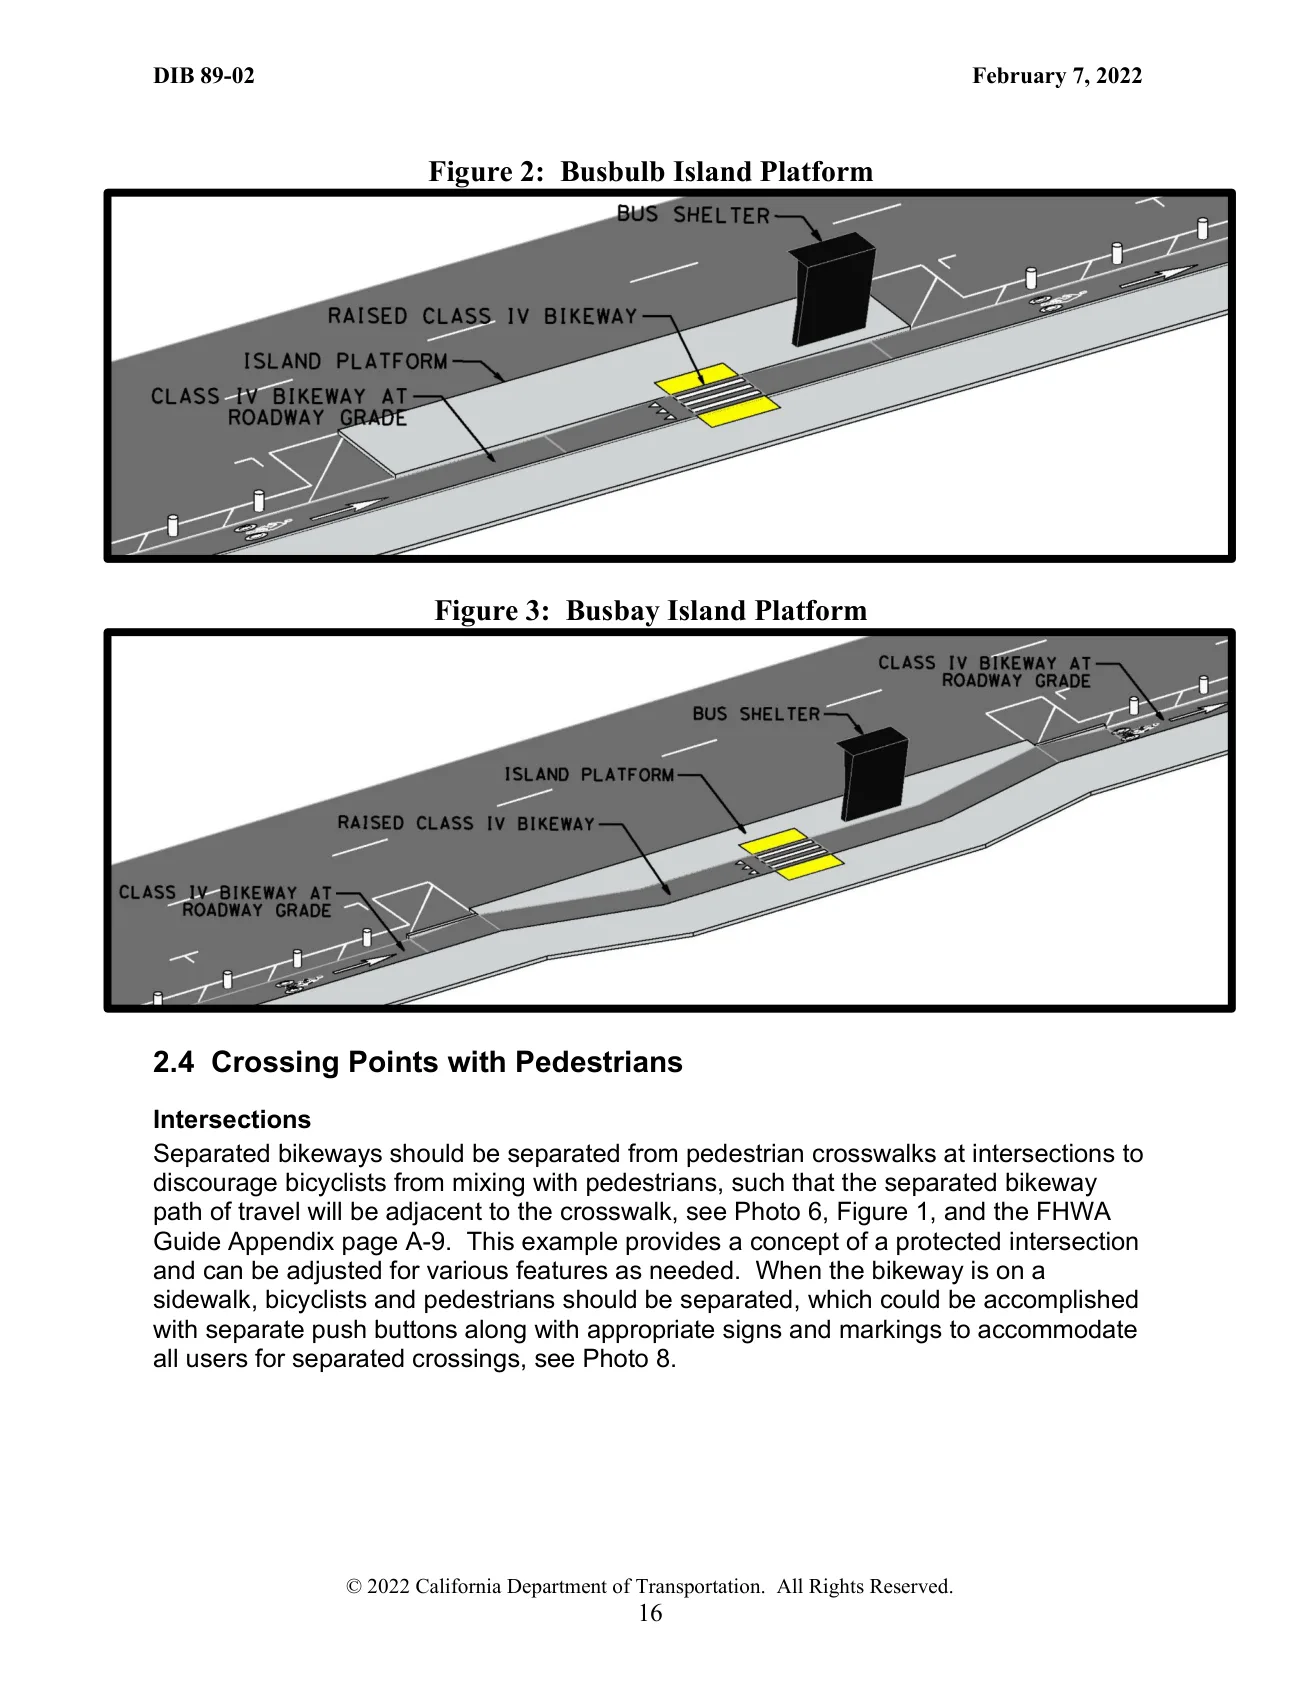 DIB 89-02 February 7, 2022
Figure 2:  Busbulb Island Platform
BUS SHELTER
RAISED CLASS IV BIKEWAY
ISLAND PLATFORM
CLASS IV BIKEWAY AT
ROADWAY GRADE
Figure 3:  Busbay Island Platform
CLASS IV BIKEWAY AT
ROADWAY GRADE
BUS SHELTER
ISLAND PLATFORM
RAISED CLASS IV BIKEWAY
CLASS IV BIKEWAY AT
ROADWAY GRADE
2.4  Crossing Points with Pedestrians
Intersections
Separated bikeways should be separated from pedestrian crosswalks at intersections to
discourage bicyclists from mixing with pedestrians, such that the separated bikeway
path of travel will be adjacent to the crosswalk, see Photo 6, Figure 1, and the FHWA
Guide Appendix page A-9.  This example provides a concept of a protected intersection
and can be adjusted for various features as needed.  When the bikeway is on a
sidewalk, bicyclists and pedestrians should be separated, which could be accomplished
with separate push buttons along with appropriate signs and markings to accommodate
all users for separated crossings, see Photo 8.
© 2022 California Department of Transportation.  All Rights Reserved.
16